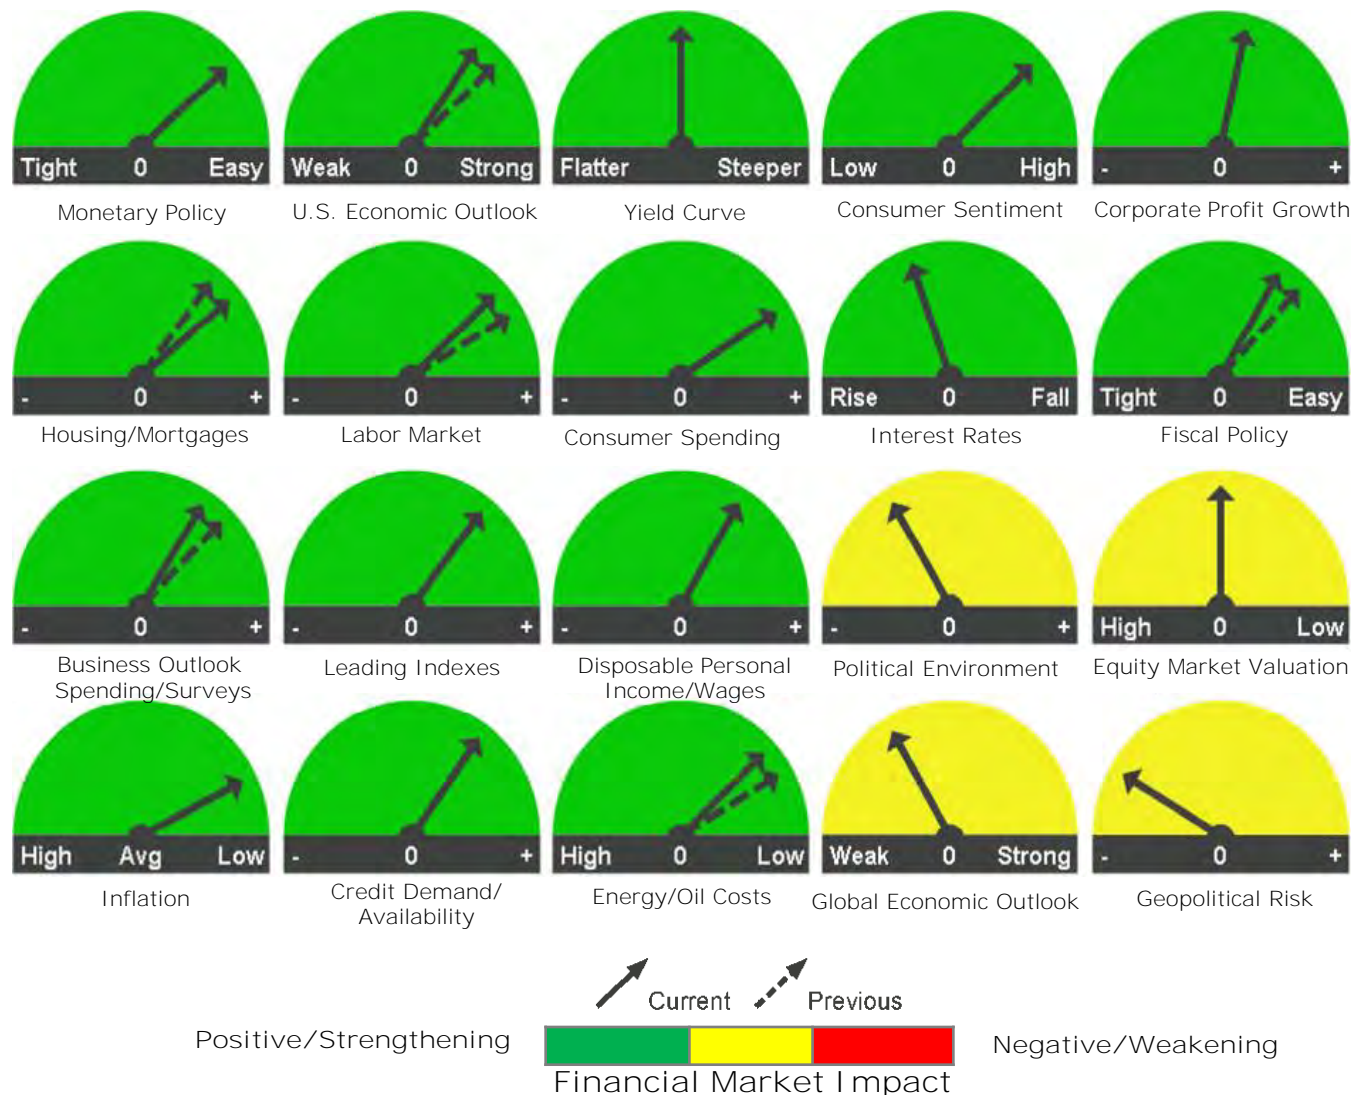 Tight 0 Easy
Weak 0 Strong
Flatter Steeper
Low 0 High
- 0 +
Monetary Policy
U.S. Economic Outlook
Yield Curve
Consumer Sentiment
Corporate Profit Growth
- 0 +
- 0 +
- 0 +
Rise 0 Fall
Tight 0 Easy
Housing/Mortgages
Labor Market
Consumer Spending
Interest Rates
Fiscal Policy
- 0 +
- 0 +
- 0 +
- 0 +
High 0 Low
Business Outlook
Spending/Surveys
Leading Indexes
Disposable Personal
Income/Wages
Political Environment
Equity Market Valuation
High Avg Low
- 0 +
High 0 Low
Weak 0 Strong
- 0 +
Inflation
Credit Demand/
Availability
Energy/Oil Costs
Global Economic Outlook
Geopolitical Risk
Current Previous
Positive/Strengthening
Negative/Weakening
Financial Market Impact